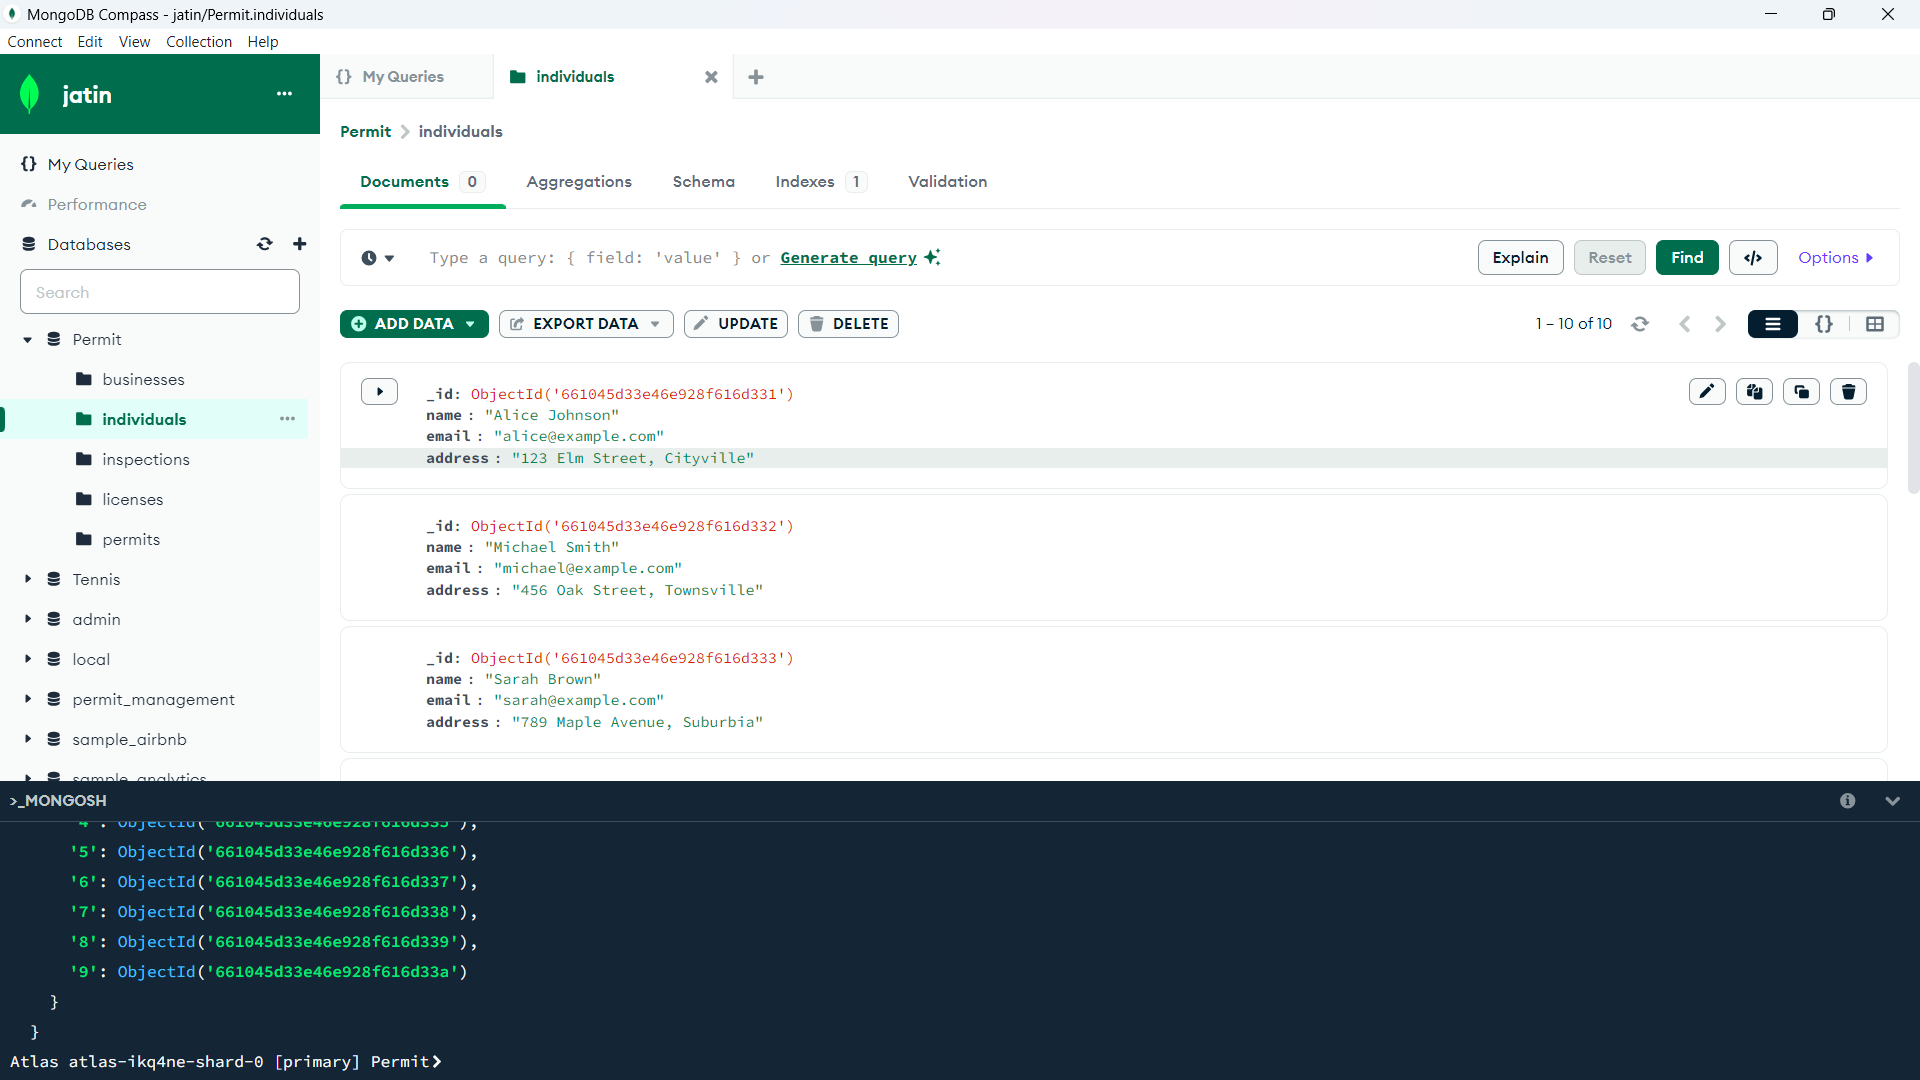 MongoDB Compass - jatin/Permit.individuals
Connect Edit View Collection Help
jatin
My Queries
individuals
Permit > individuals
My Queries
Performance
Databases
Search
Documents 0 Aggregations Schema Indexes 1 Validation
Type a query: { field: 'value' } or Generate query
Explain Reset Find </> Options
ADD DATA EXPORT DATA UPDATE DELETE
1 – 10 of 10 {}
Permit
businesses
individuals
inspections
licenses
permits
Tennis
admin
local
permit_management
sample_airbnb
sample_analytics
_id: ObjectId('661045d33e46e928f616d331')
name : "Alice Johnson"
email : "alice@example.com"
address : "123 Elm Street, Cityville"
_id: ObjectId('661045d33e46e928f616d332')
name : "Michael Smith"
email : "michael@example.com"
address : "456 Oak Street, Townsville"
_id: ObjectId('661045d33e46e928f616d333')
name : "Sarah Brown"
email : "sarah@example.com"
address : "789 Maple Avenue, Suburbia"
>_MONGOSH
'4': ObjectId('661045d33e46e928f616d335'),
'5': ObjectId('661045d33e46e928f616d336'),
'6': ObjectId('661045d33e46e928f616d337'),
'7': ObjectId('661045d33e46e928f616d338'),
'8': ObjectId('661045d33e46e928f616d339'),
'9': ObjectId('661045d33e46e928f616d33a')
}
}
Atlas atlas-ikq4ne-shard-0 [primary] Permit>